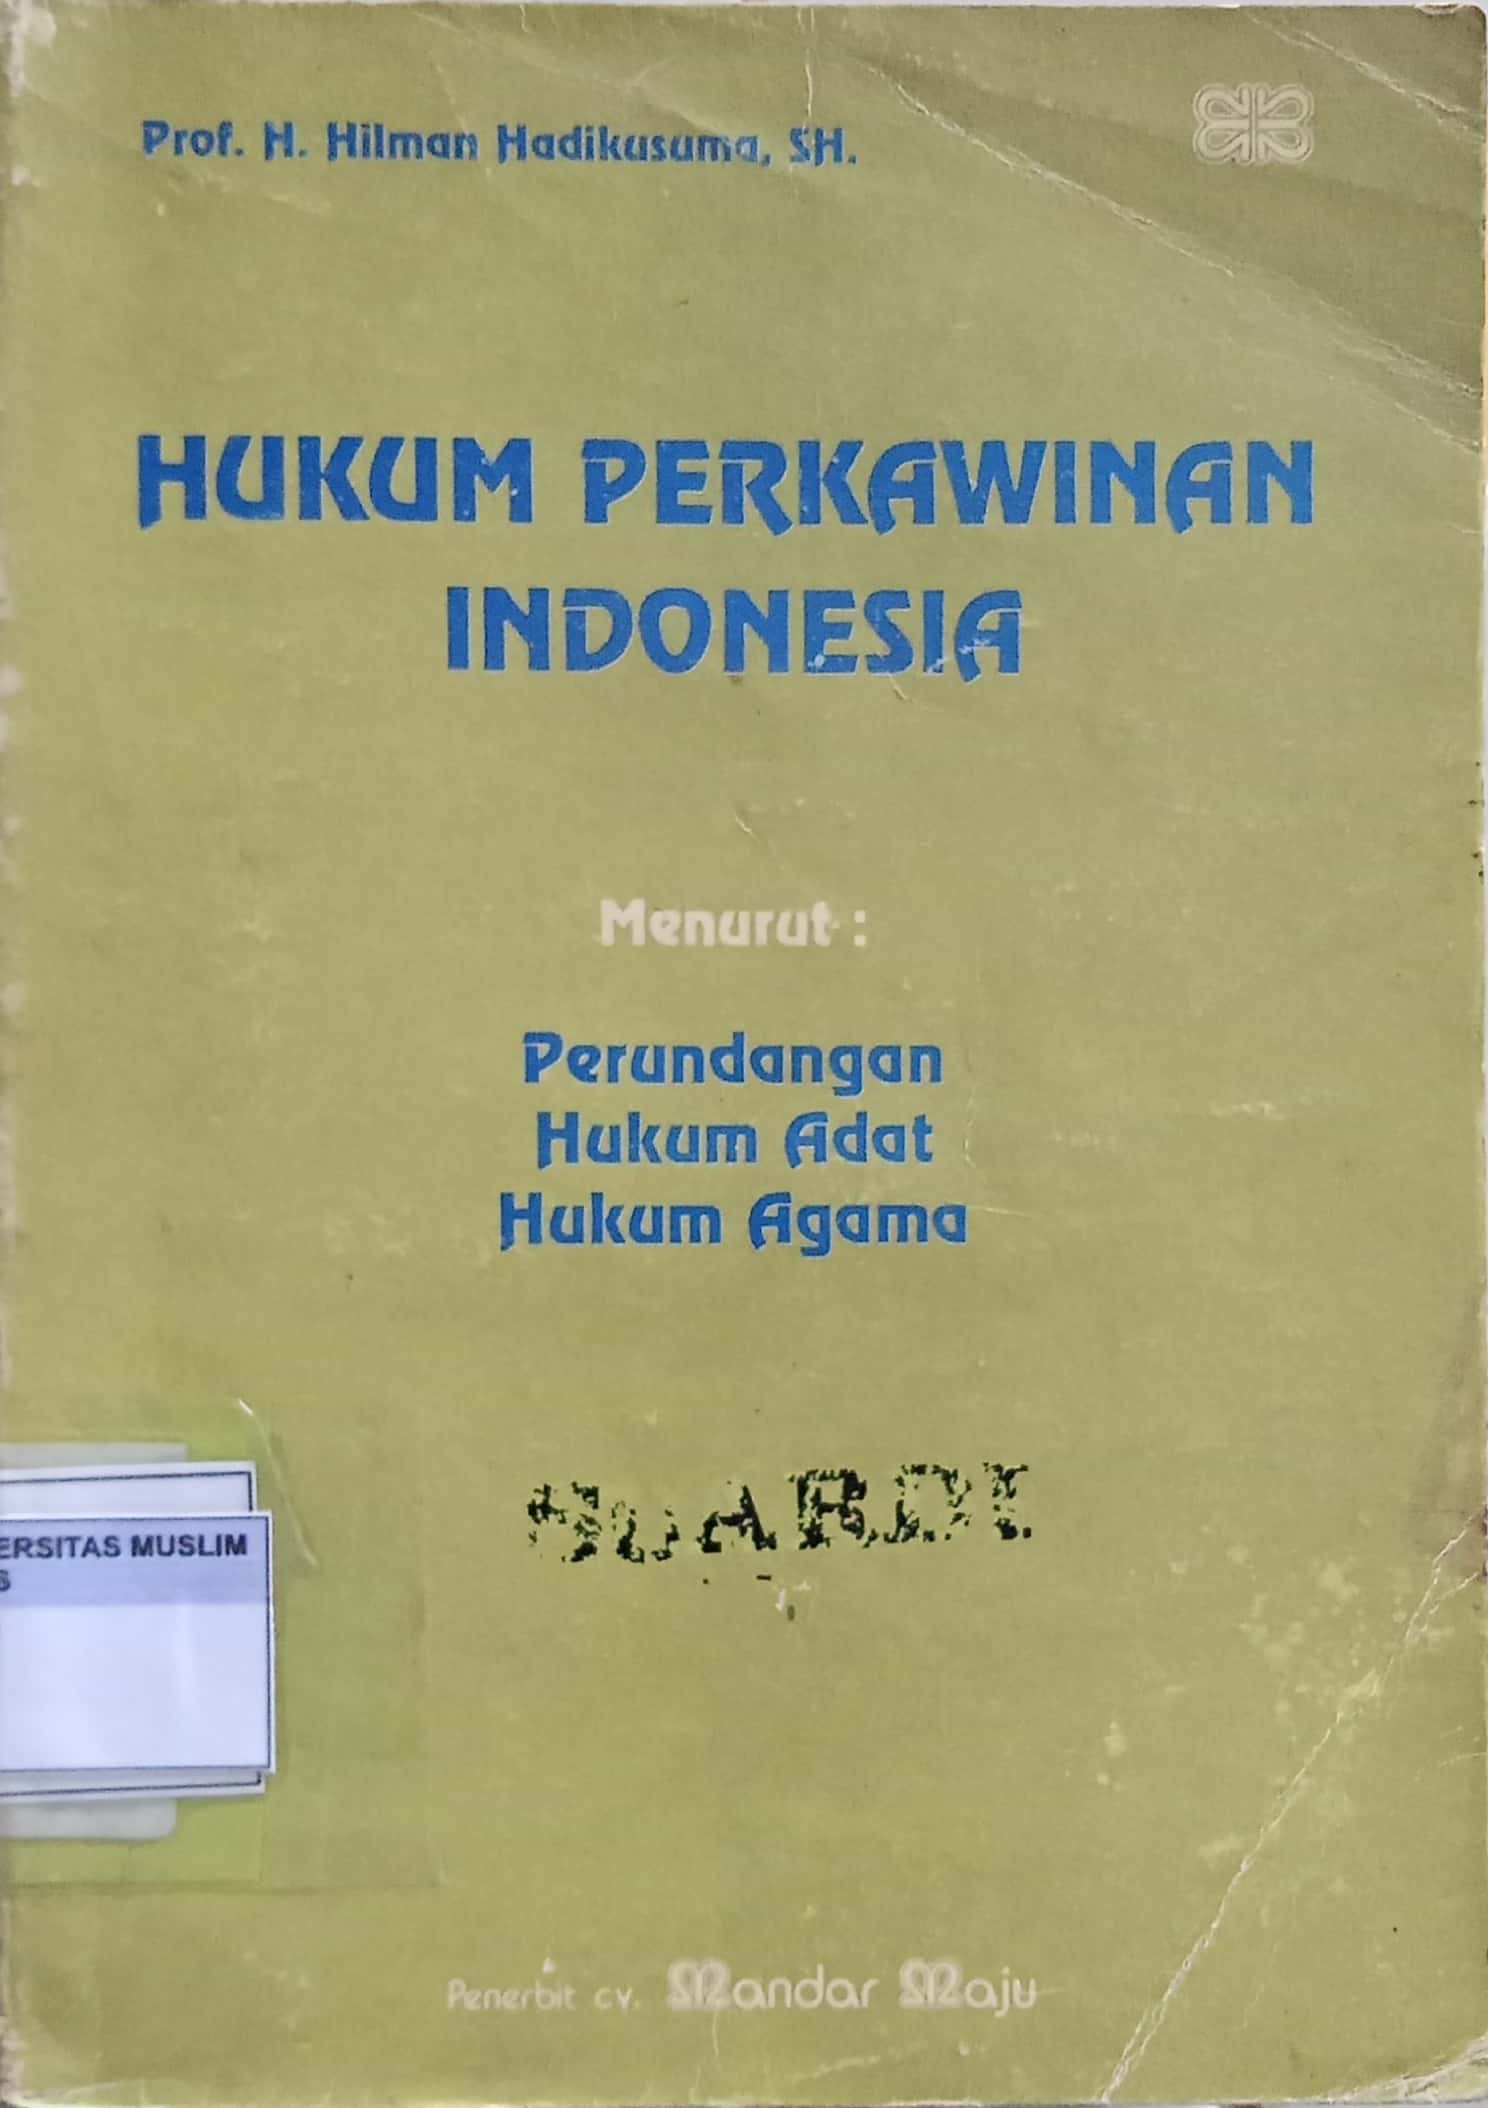 Prof. H. Hilman Hadikusuma, SH.
HUKUM PERKAWINAN
INDONESIA
Menurut :
Perundangan
Hukum Adat
Hukum Agama
SUARDI.
ERSITAS MUSLIM
S
Penerbit cv. Mandar Maju